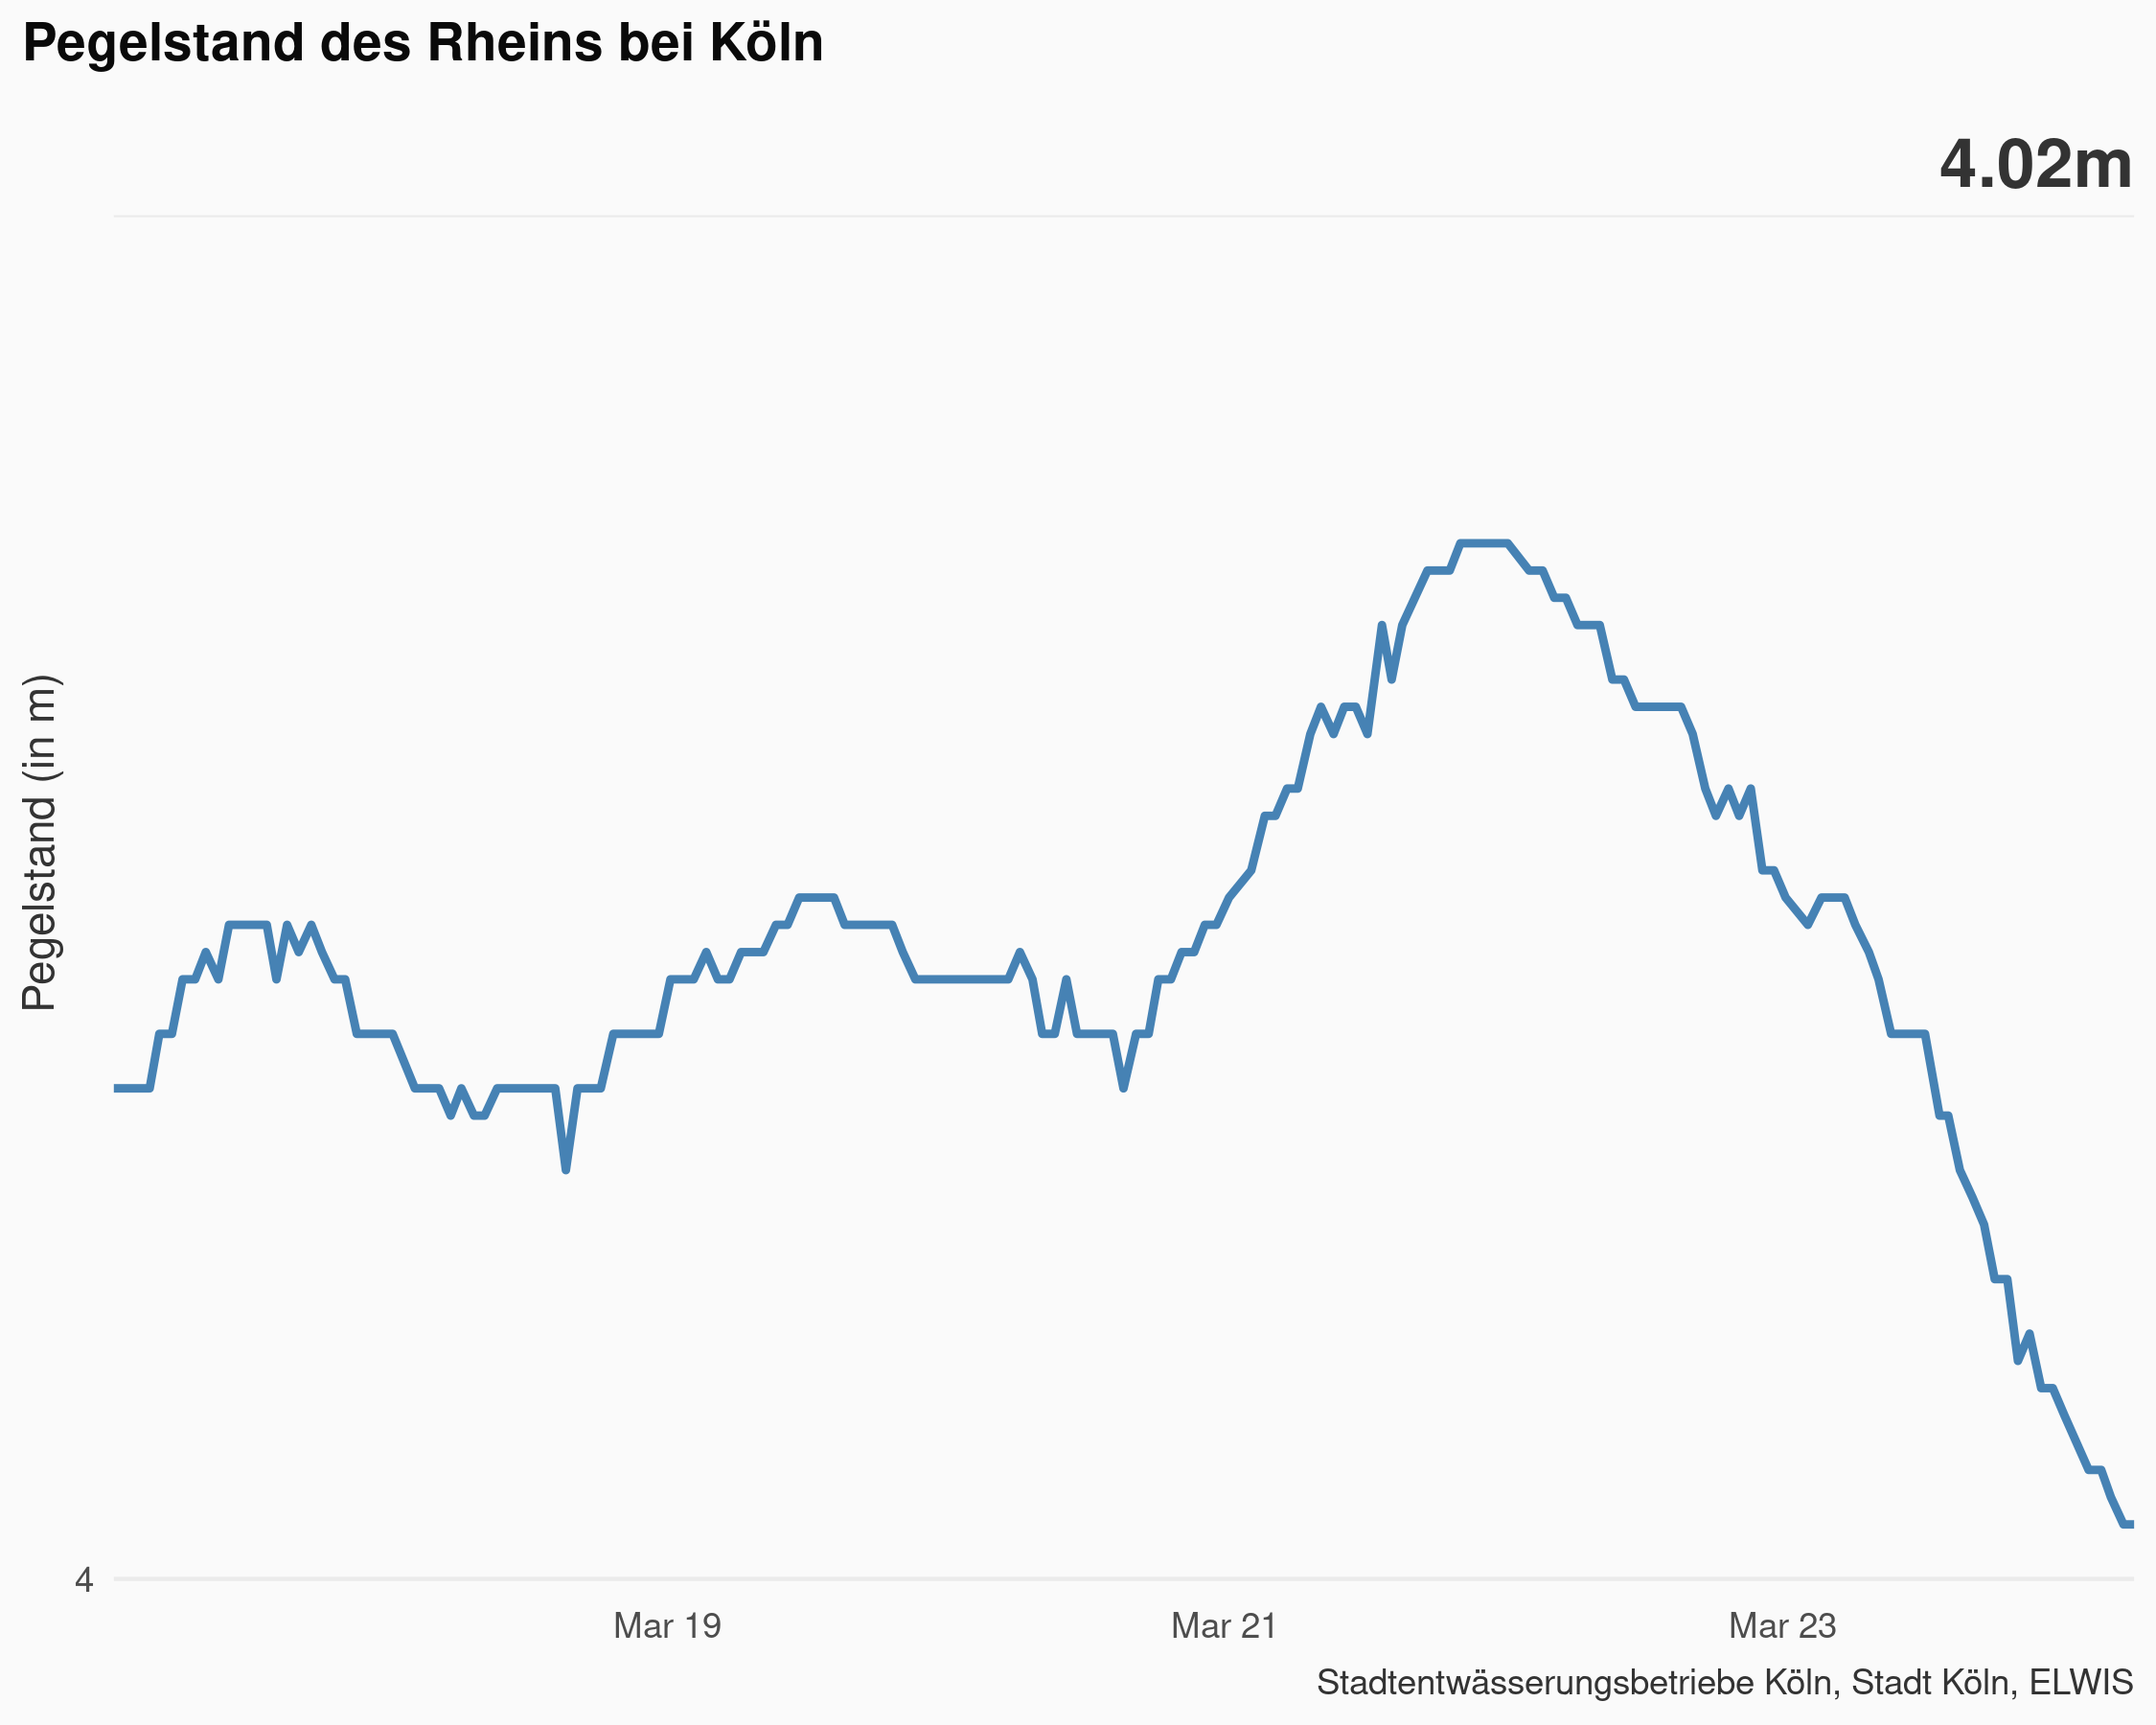 Pegelstand des Rheins bei Köln
4.02m
Pegelstand (in m)
4
Mar 19
Mar 21
Mar 23
Stadtentwässerungsbetriebe Köln, Stadt Köln, ELWIS